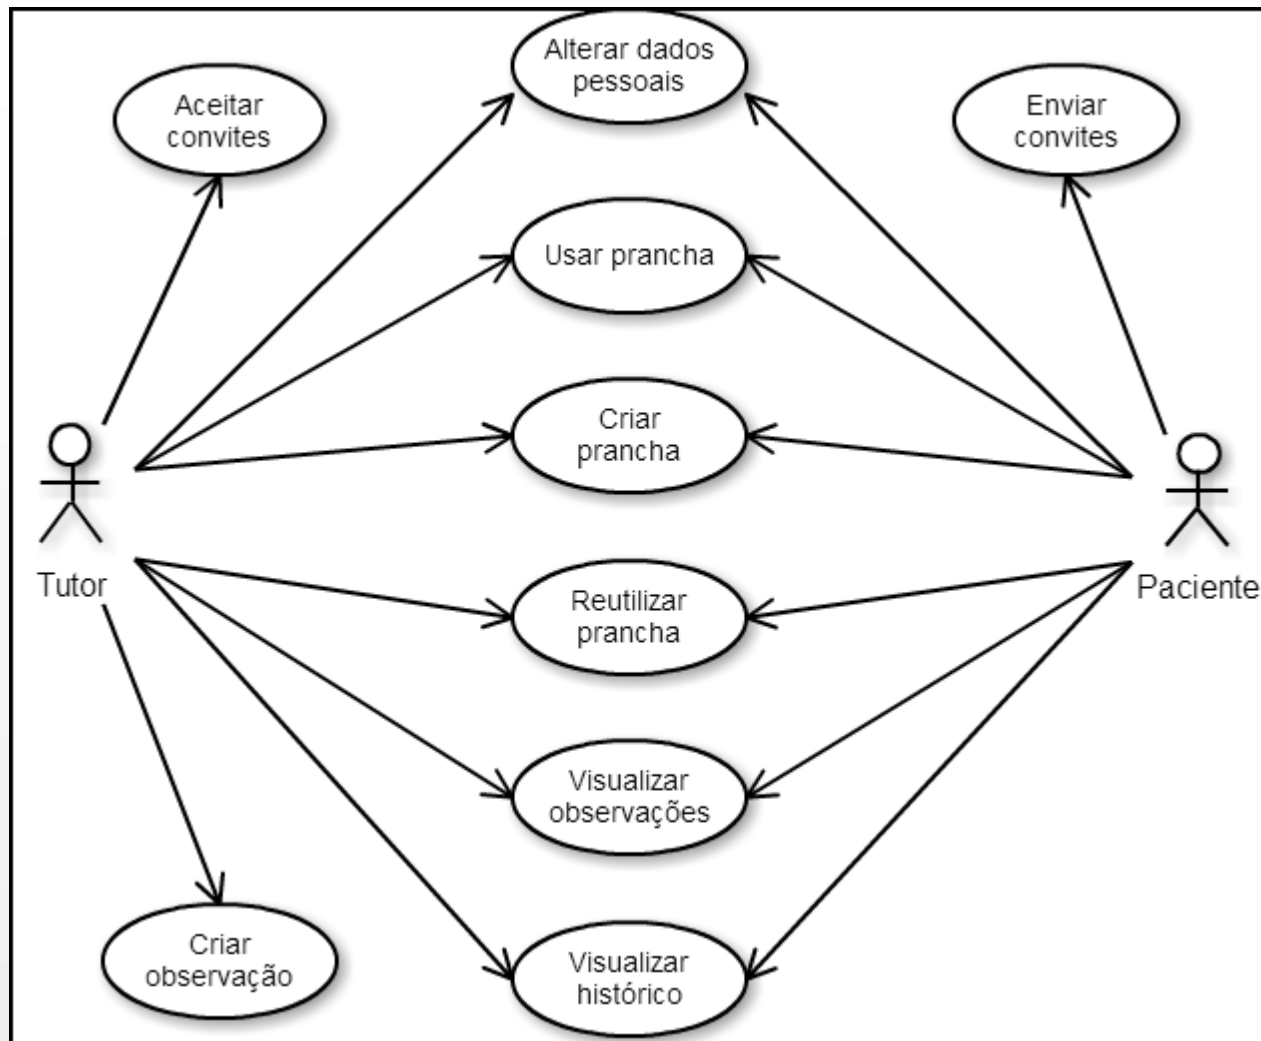 Alterar dados
pessoais
Aceitar
convites
Enviar
convites
Usar prancha
Criar
prancha
Tutor
Paciente
Reutilizar
prancha
Visualizar
observações
Criar
observação
Visualizar
histórico